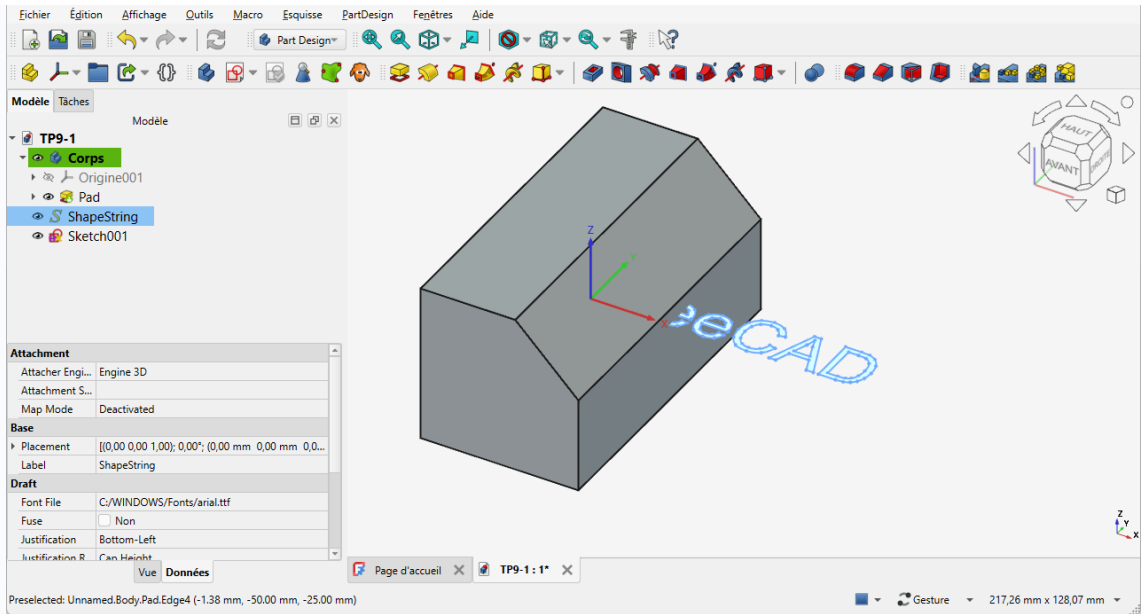 Fichier Édition Affichage Outils Macro Esquisse PartDesign Fenêtres Aide
Part Design
Modèle Tâches
Modèle
TP9-1
Corps
Origine001
Pad
ShapeString
Sketch001
HAUT
AVANT
DROITE
Z
Y
X
eCAD
Attachment
Attacher Engi... Engine 3D
Attachment S...
Map Mode Deactivated
Base
Placement [(0,00 0,00 1,00); 0,00°; (0,00 mm 0,00 mm 0,0...
Label ShapeString
Draft
Font File C:/WINDOWS/Fonts/arial.ttf
Fuse Non
Justification Bottom-Left
Justification R Cap Height
Z
Y
X
Vue Données
Page d'accueil TP9-1 : 1*
Preselected: Unnamed.Body.Pad.Edge4 (-1.38 mm, -50.00 mm, -25.00 mm)
Gesture 217,26 mm x 128,07 mm